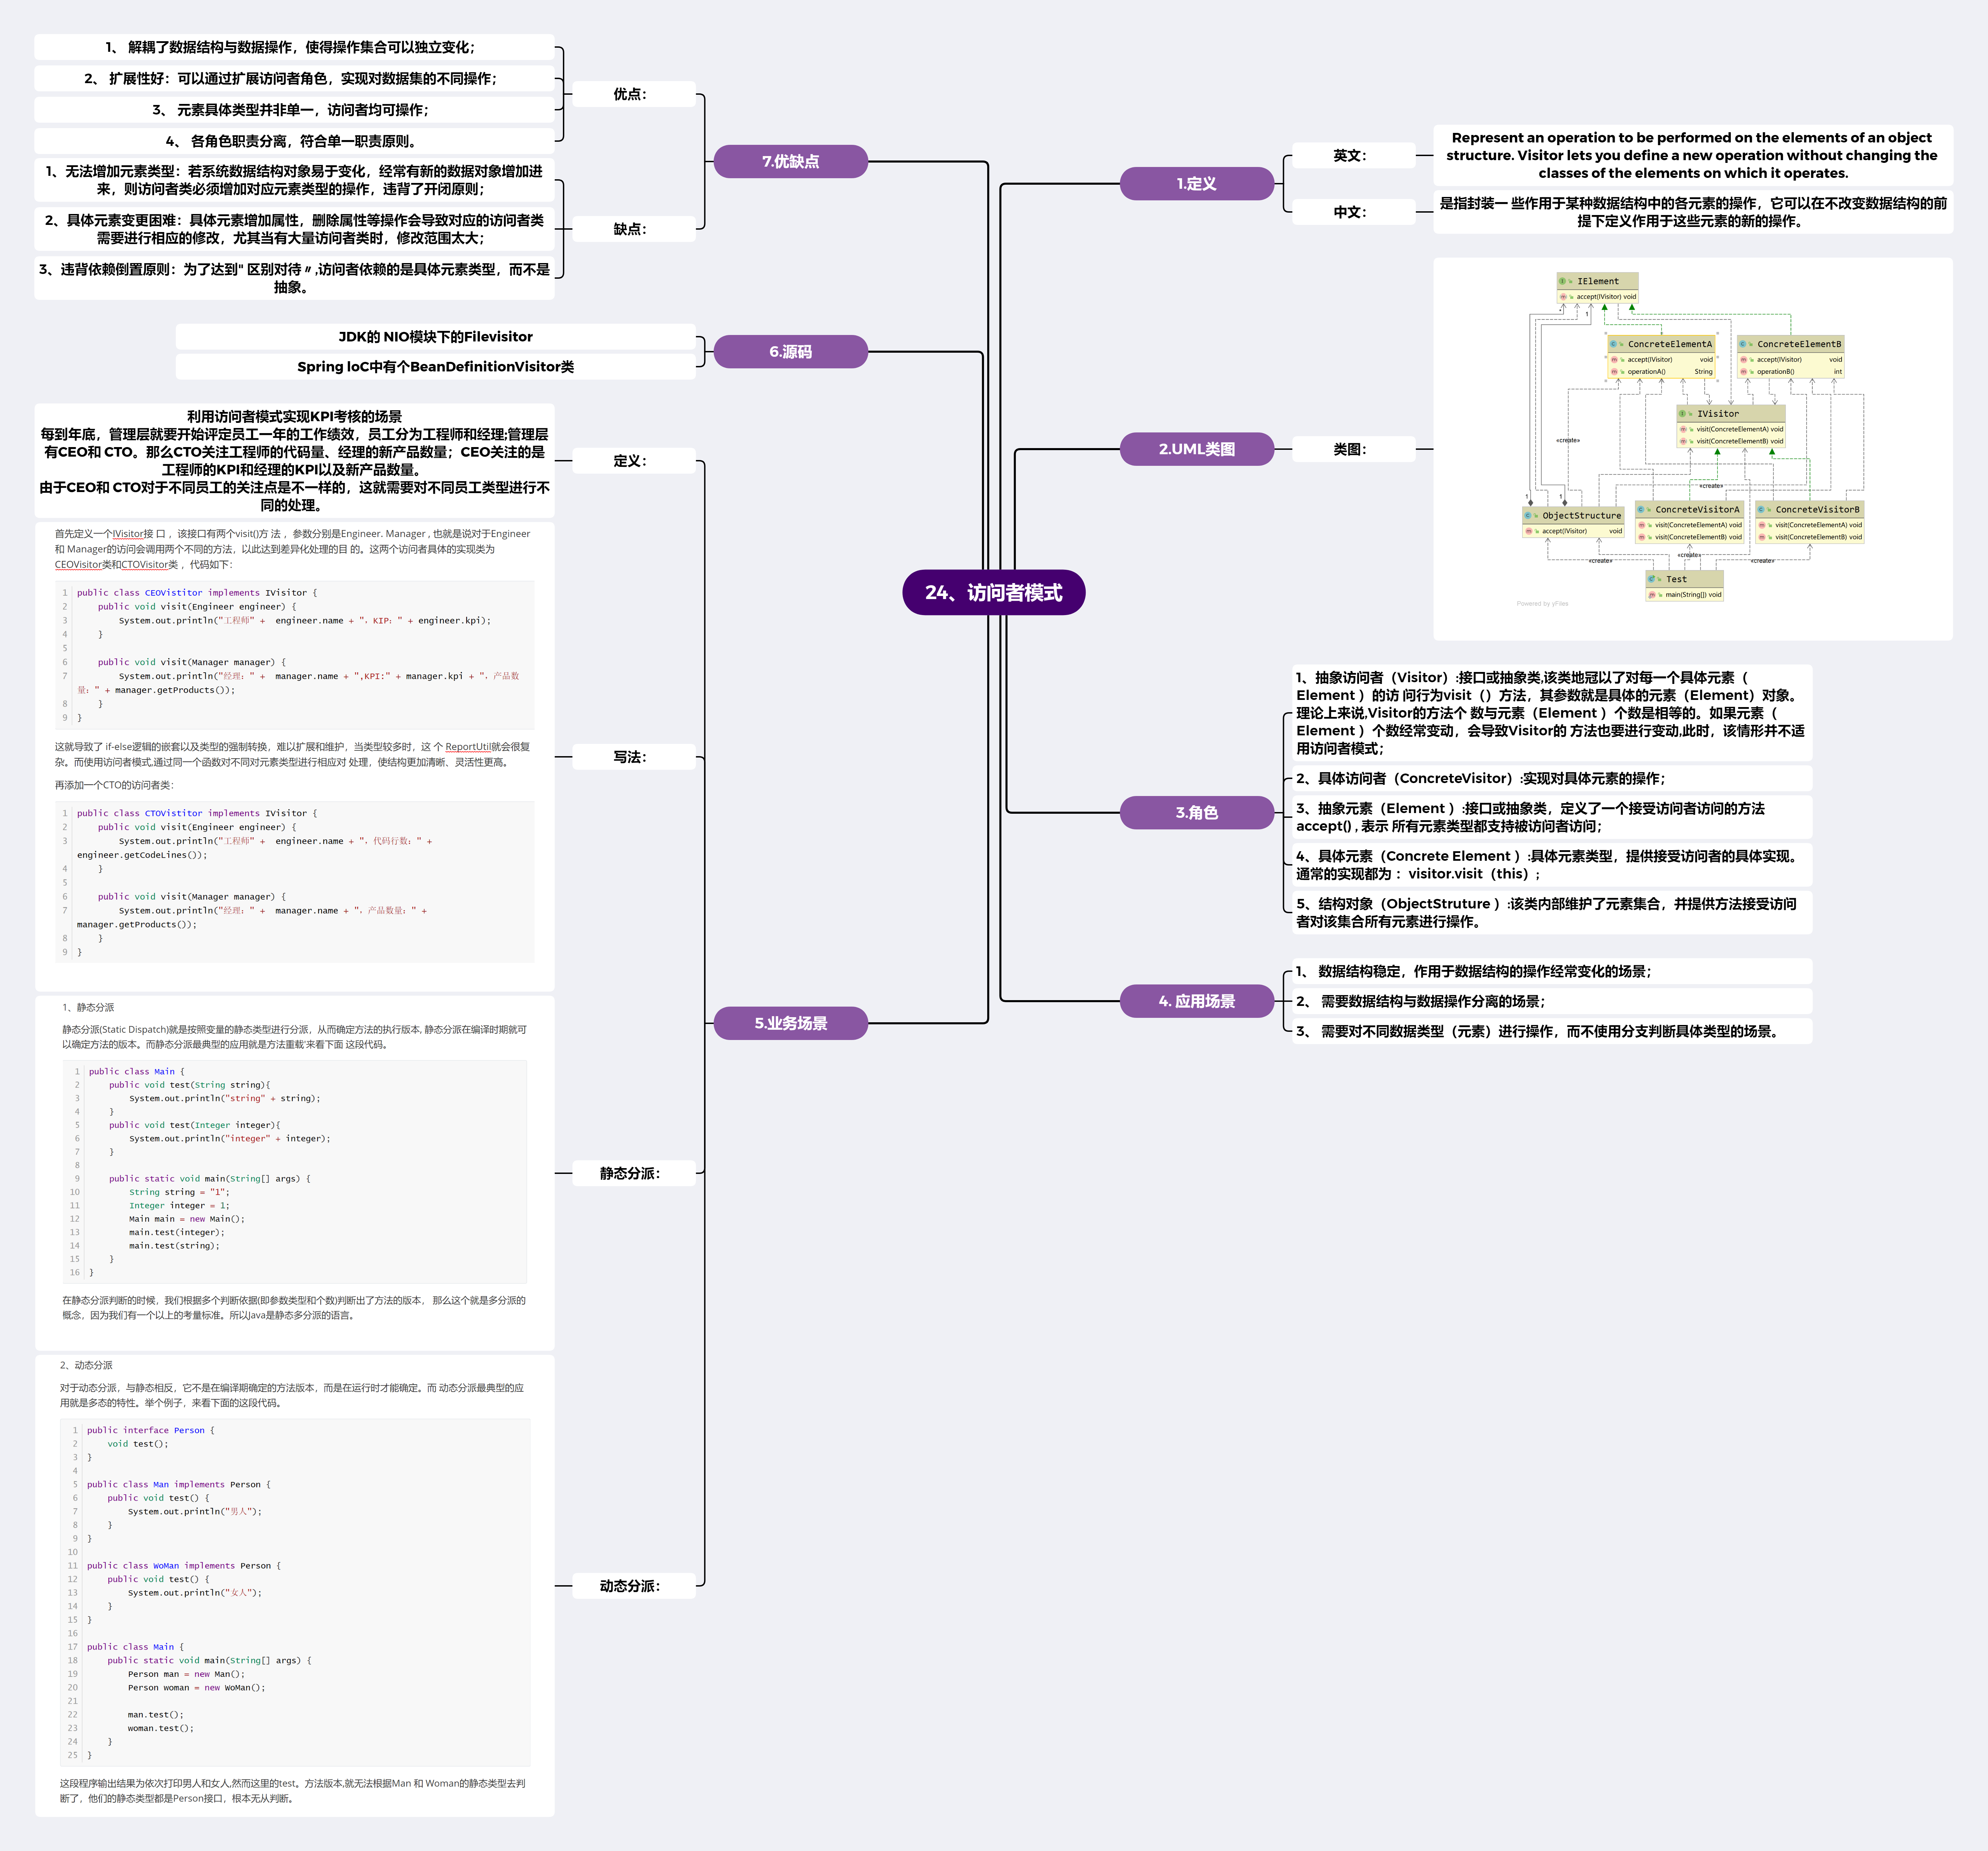 24、访问者模式
1.定义
英文：
Represent an operation to be performed on the elements of an object
structure. Visitor lets you define a new operation without changing the
classes of the elements on which it operates.
中文：
是指封装一 些作用于某种数据结构中的各元素的操作，它可以在不改变数据结构的前
提下定义作用于这些元素的新的操作。
2.UML类图
类图：
IElement
accept(IVisitor) void
*
1
ConcreteElementA
accept(IVisitor) void
operationA() String
ConcreteElementB
accept(IVisitor) void
operationB() int
IVisitor
visit(ConcreteElementA) void
visit(ConcreteElementB) void
«create»
«create»
1
1
ObjectStructure
accept(IVisitor) void
ConcreteVisitorA
visit(ConcreteElementA) void
visit(ConcreteElementB) void
ConcreteVisitorB
visit(ConcreteElementA) void
visit(ConcreteElementB) void
«create»
«create»
«create»
Test
main(String[]) void
Powered by yFiles
3.角色
1、抽象访问者（Visitor）:接口或抽象类,该类地冠以了对每一个具体元素（
Element ）的访 问行为visit（）方法，其参数就是具体的元素（Element）对象。
理论上来说,Visitor的方法个 数与元素（Element ）个数是相等的。如果元素（
Element ）个数经常变动，会导致Visitor的 方法也要进行变动,此时，该情形并不适
用访问者模式；
2、具体访问者（ConcreteVisitor）:实现对具体元素的操作；
3、抽象元素（Element ）:接口或抽象类，定义了一个接受访问者访问的方法
accept() , 表示 所有元素类型都支持被访问者访问；
4、具体元素（Concrete Element ）:具体元素类型，提供接受访问者的具体实现。
通常的实现都为 ：visitor.visit（this）;
5、结构对象（ObjectStruture ）:该类内部维护了元素集合，并提供方法接受访问
者对该集合所有元素进行操作。
4. 应用场景
1、 数据结构稳定，作用于数据结构的操作经常变化的场景；
2、 需要数据结构与数据操作分离的场景；
3、 需要对不同数据类型（元素）进行操作，而不使用分支判断具体类型的场景。
5.业务场景
定义：
利用访问者模式实现KPI考核的场景
每到年底，管理层就要开始评定员工一年的工作绩效，员工分为工程师和经理;管理层
有CEO和 CTO。那么CTO关注工程师的代码量、经理的新产品数量；CEO关注的是
工程师的KPI和经理的KPI以及新产品数量。
由于CEO和 CTO对于不同员工的关注点是不一样的，这就需要对不同员工类型进行不
同的处理。
写法：
首先定义一个IVisitor接 口 ，该接口有两个visit()方 法 ，参数分别是Engineer. Manager , 也就是说对于Engineer
和 Manager的访问会调用两个不同的方法，以此达到差异化处理的目 的。这两个访问者具体的实现类为
CEOVisitor类和CTOVisitor类 ，代码如下：
1 public class CEOVistitor implements IVisitor {
2 public void visit(Engineer engineer) {
3 System.out.println("工程师" + engineer.name + "，KIP：" + engineer.kpi);
4 }
5
6 public void visit(Manager manager) {
7 System.out.println("经理：" + manager.name + ",KPI:" + manager.kpi + "，产品数
量：" + manager.getProducts());
8 }
9 }
这就导致了 if-else逻辑的嵌套以及类型的强制转换，难以扩展和维护，当类型较多时，这 个 ReportUtil就会很复
杂。而使用访问者模式,通过同一个函数对不同对元素类型进行相应对 处理，使结构更加清晰、灵活性更高。
再添加一个CTO的访问者类：
1 public class CTOVistitor implements IVisitor {
2 public void visit(Engineer engineer) {
3 System.out.println("工程师" + engineer.name + "，代码行数：" +
engineer.getCodeLines());
4 }
5
6 public void visit(Manager manager) {
7 System.out.println("经理：" + manager.name + "，产品数量：" +
manager.getProducts());
8 }
9 }
静态分派：
1、静态分派
静态分派(Static Dispatch)就是按照变量的静态类型进行分派，从而确定方法的执行版本, 静态分派在编译时期就可
以确定方法的版本。而静态分派最典型的应用就是方法重载'来看下面 这段代码。
1 public class Main {
2 public void test(String string){
3 System.out.println("string" + string);
4 }
5 public void test(Integer integer){
6 System.out.println("integer" + integer);
7 }
8
9 public static void main(String[] args) {
10 String string = "1";
11 Integer integer = 1;
12 Main main = new Main();
13 main.test(integer);
14 main.test(string);
15 }
16 }
在静态分派判断的时候，我们根据多个判断依据(即参数类型和个数)判断出了方法的版本， 那么这个就是多分派的
概念，因为我们有一个以上的考量标准。所以Java是静态多分派的语言。
动态分派：
2、动态分派
对于动态分派，与静态相反，它不是在编译期确定的方法版本，而是在运行时才能确定。而 动态分派最典型的应
用就是多态的特性。举个例子，来看下面的这段代码。
1 public interface Person {
2 void test();
3 }
4
5 public class Man implements Person {
6 public void test() {
7 System.out.println("男人");
8 }
9 }
10
11 public class WoMan implements Person {
12 public void test() {
13 System.out.println("女人");
14 }
15 }
16
17 public class Main {
18 public static void main(String[] args) {
19 Person man = new Man();
20 Person woman = new WoMan();
21
22 man.test();
23 woman.test();
24 }
25 }
这段程序输出结果为依次打印男人和女人,然而这里的test。方法版本,就无法根据Man 和 Woman的静态类型去判
断了，他们的静态类型都是Person接口，根本无从判断。
6.源码
JDK的 NIO模块下的Filevisitor
Spring IoC中有个BeanDefinitionVisitor类
7.优缺点
优点：
1、 解耦了数据结构与数据操作，使得操作集合可以独立变化；
2、 扩展性好：可以通过扩展访问者角色，实现对数据集的不同操作；
3、 元素具体类型并非单一，访问者均可操作；
4、 各角色职责分离，符合单一职责原则。
缺点：
1、无法增加元素类型：若系统数据结构对象易于变化，经常有新的数据对象增加进
来，则访问者类必须增加对应元素类型的操作，违背了开闭原则；
2、具体元素变更困难：具体元素增加属性，删除属性等操作会导致对应的访问者类
需要进行相应的修改，尤其当有大量访问者类时，修改范围太大；
3、违背依赖倒置原则：为了达到" 区别对待〃,访问者依赖的是具体元素类型，而不是
抽象。